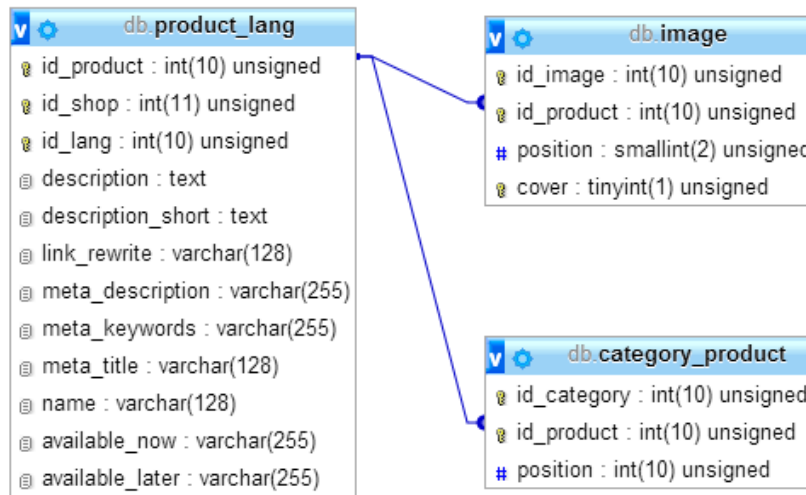 db.product_lang
id_product : int(10) unsigned
id_shop : int(11) unsigned
id_lang : int(10) unsigned
description : text
description_short : text
link_rewrite : varchar(128)
meta_description : varchar(255)
meta_keywords : varchar(255)
meta_title : varchar(128)
name : varchar(128)
available_now : varchar(255)
available_later : varchar(255)
db.image
id_image : int(10) unsigned
id_product : int(10) unsigned
# position : smallint(2) unsigned
cover : tinyint(1) unsigned
db.category_product
id_category : int(10) unsigned
id_product : int(10) unsigned
# position : int(10) unsigned